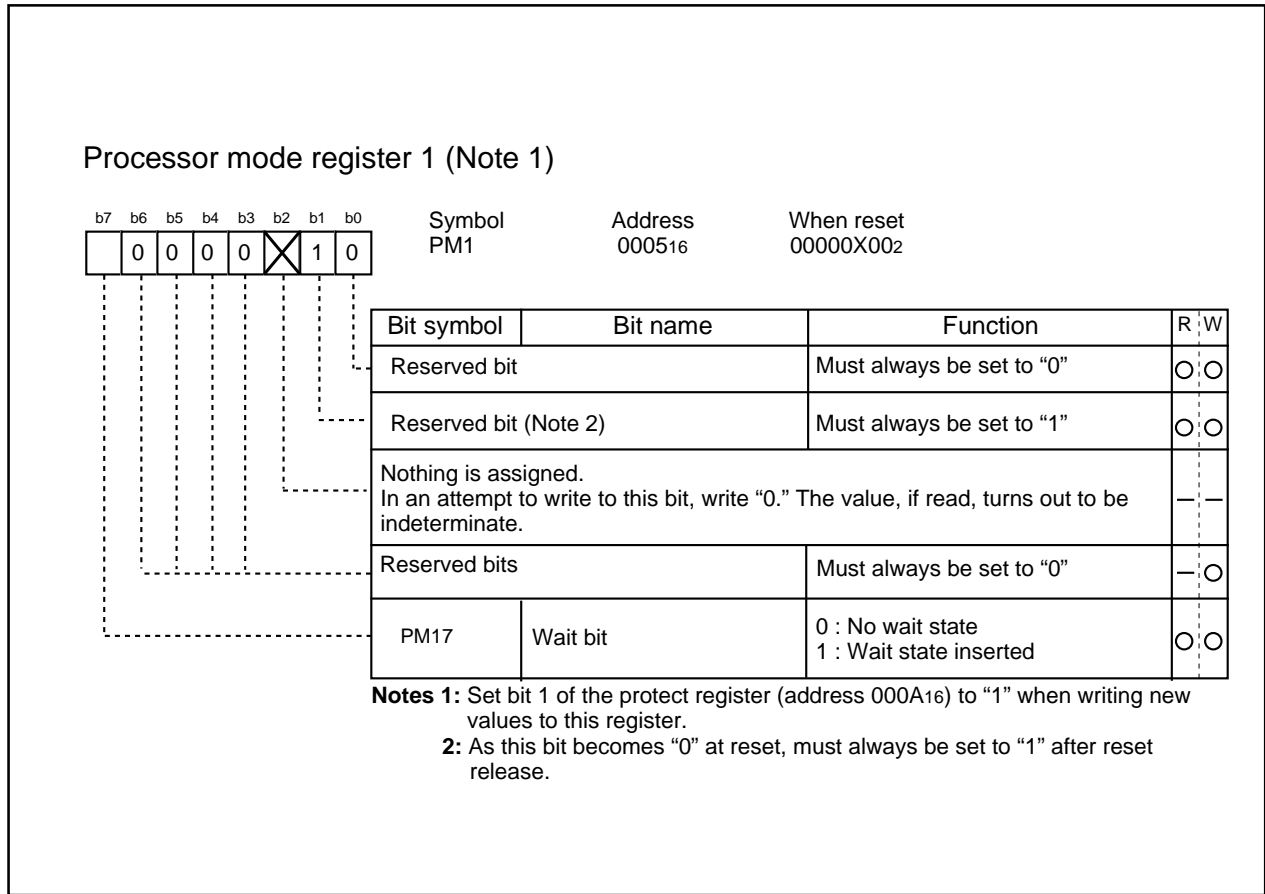 Processor mode register 1 (Note 1)
b7 b6 b5 b4 b3 b2 b1 b0
0 0 0 0 1 0
Symbol Address When reset
PM1 000516 00000X002
Bit symbol Bit name Function R W
Reserved bit Must always be set to “0”
Reserved bit (Note 2) Must always be set to “1”
Nothing is assigned.
In an attempt to write to this bit, write “0.” The value, if read, turns out to be
indeterminate.
Reserved bits Must always be set to “0”
PM17 Wait bit 0 : No wait state
1 : Wait state inserted
Notes 1: Set bit 1 of the protect register (address 000A16) to “1” when writing new
values to this register.
2: As this bit becomes “0” at reset, must always be set to “1” after reset
release.